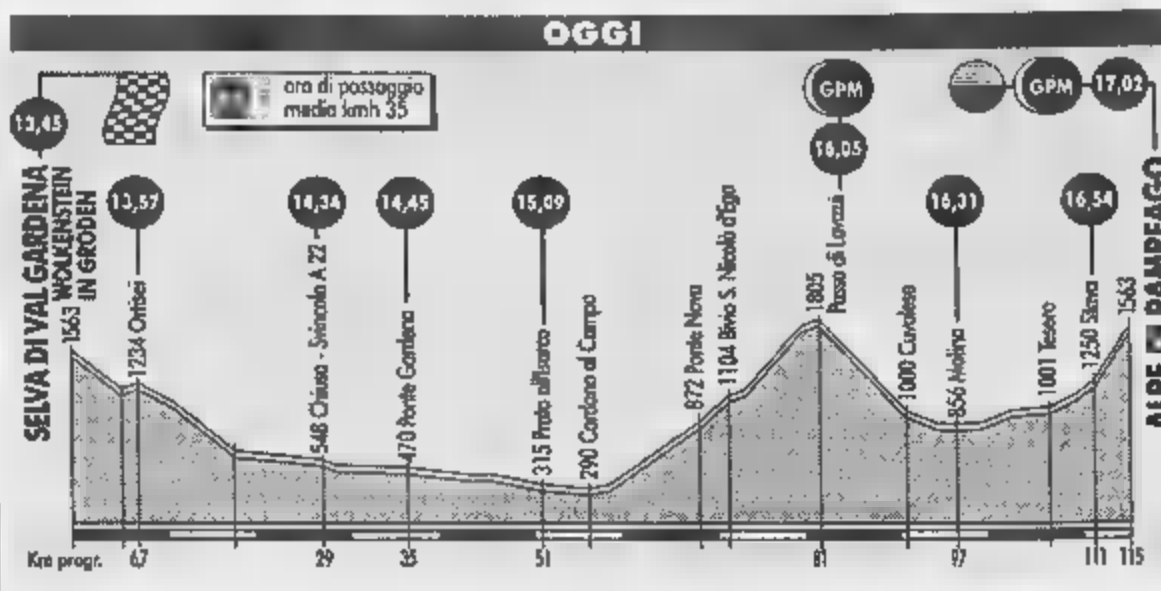 OGGI
ora di passaggio
media kmh 35
GPM
GPM
17,02
13,45
16,05
13,57
14,34
14,45
15,09
16,31
16,54
SELVA DI VAL GARDENA
WOLKENSTEIN
IN GRODEN
1563
1234 Ortisei
548 Chiusa - Svincolo A 22
470 Ponte Gardena
315 Prato all'Isarco
290 Cardano al Campo
872 Ponte Nova
1104 Bivio S. Nicolò d'Ega
1805
Passo di Lavazè
1000 Cavalese
856 Molina
1001 Tesero
1250 Stava
1563
ALPE PAMPEAGO
Km progr.
29
35
51
81
97
111
115